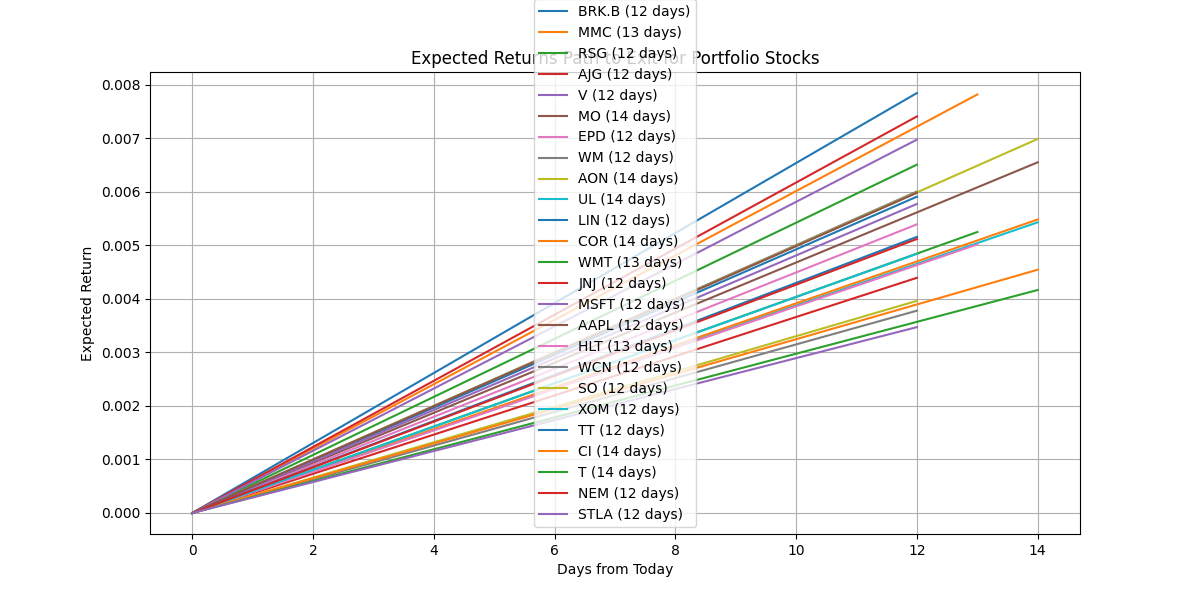 Expected Returns Path to Exit for Portfolio Stocks
BRK.B (12 days)
MMC (13 days)
RSG (12 days)
AJG (12 days)
V (12 days)
MO (14 days)
EPD (12 days)
WM (12 days)
AON (14 days)
UL (14 days)
LIN (12 days)
COR (14 days)
WMT (13 days)
JNJ (12 days)
MSFT (12 days)
AAPL (12 days)
HLT (13 days)
WCN (12 days)
SO (12 days)
XOM (12 days)
TT (12 days)
CI (14 days)
T (14 days)
NEM (12 days)
STLA (12 days)
Expected Return
0.008
0.007
0.006
0.005
0.004
0.003
0.002
0.001
0.000
0 2 4 6 8 10 12 14
Days from Today